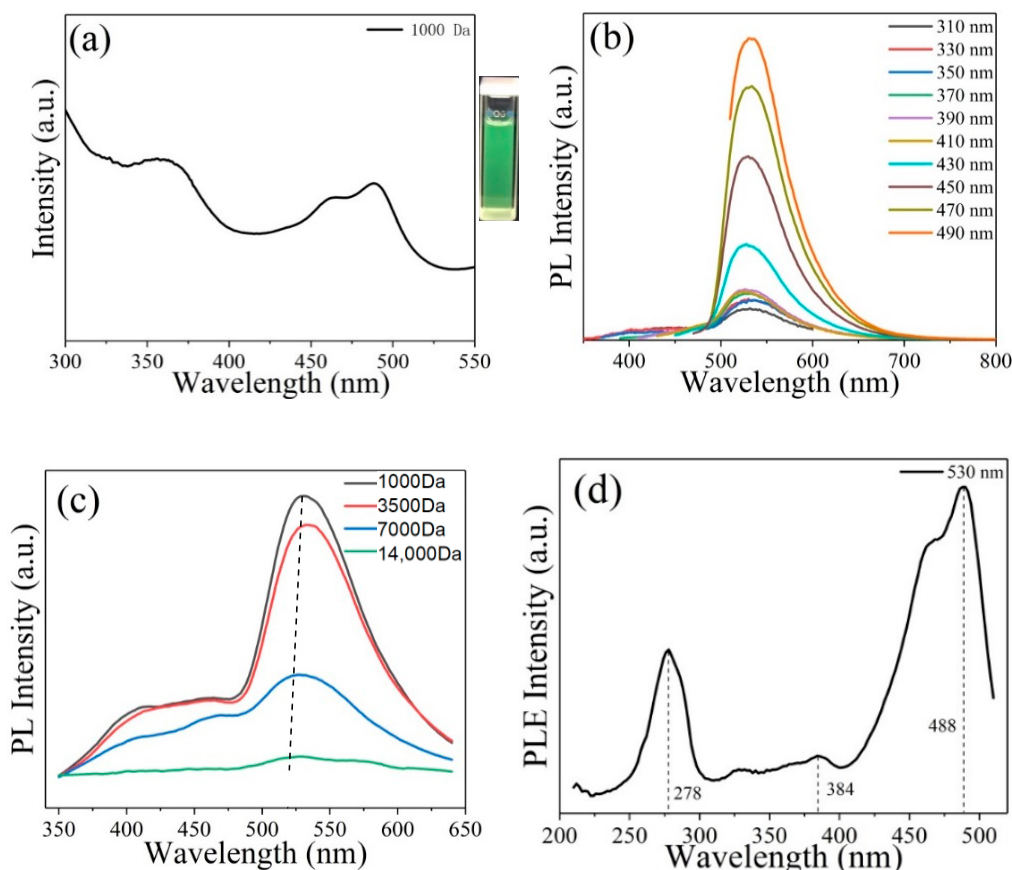 (a)
1000 Da
Intensity (a.u.)
300 350 400 450 500 550
Wavelength (nm)
(b)
310 nm
330 nm
350 nm
370 nm
390 nm
410 nm
430 nm
450 nm
470 nm
490 nm
PL Intensity (a.u.)
400 500 600 700 800
Wavelength (nm)
(c)
1000Da
3500Da
7000Da
14,000Da
PL Intensity (a.u.)
350 400 450 500 550 600 650
Wavelength (nm)
(d)
530 nm
PLE Intensity (a.u.)
278
384
488
200 250 300 350 400 450 500
Wavelength (nm)